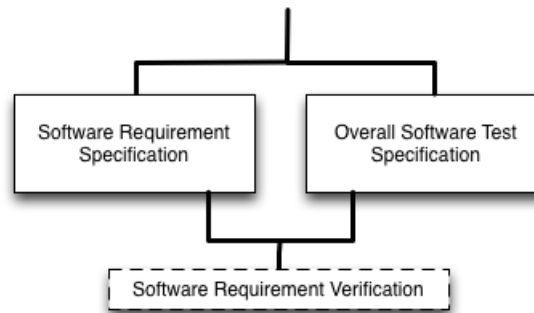 Software Requirement
Specification
Overall Software Test
Specification
Software Requirement Verification